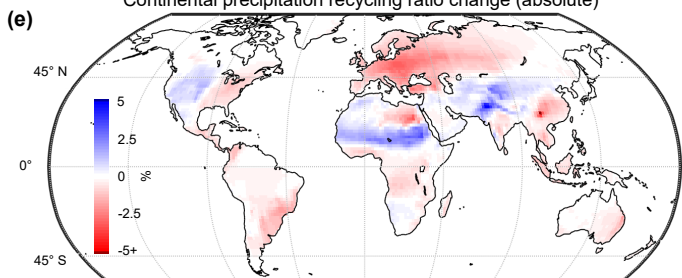 Continental precipitation recycling ratio change (absolute)
(e)
45° N
5
2.5
0°
0
%
-2.5
-5+
45° S